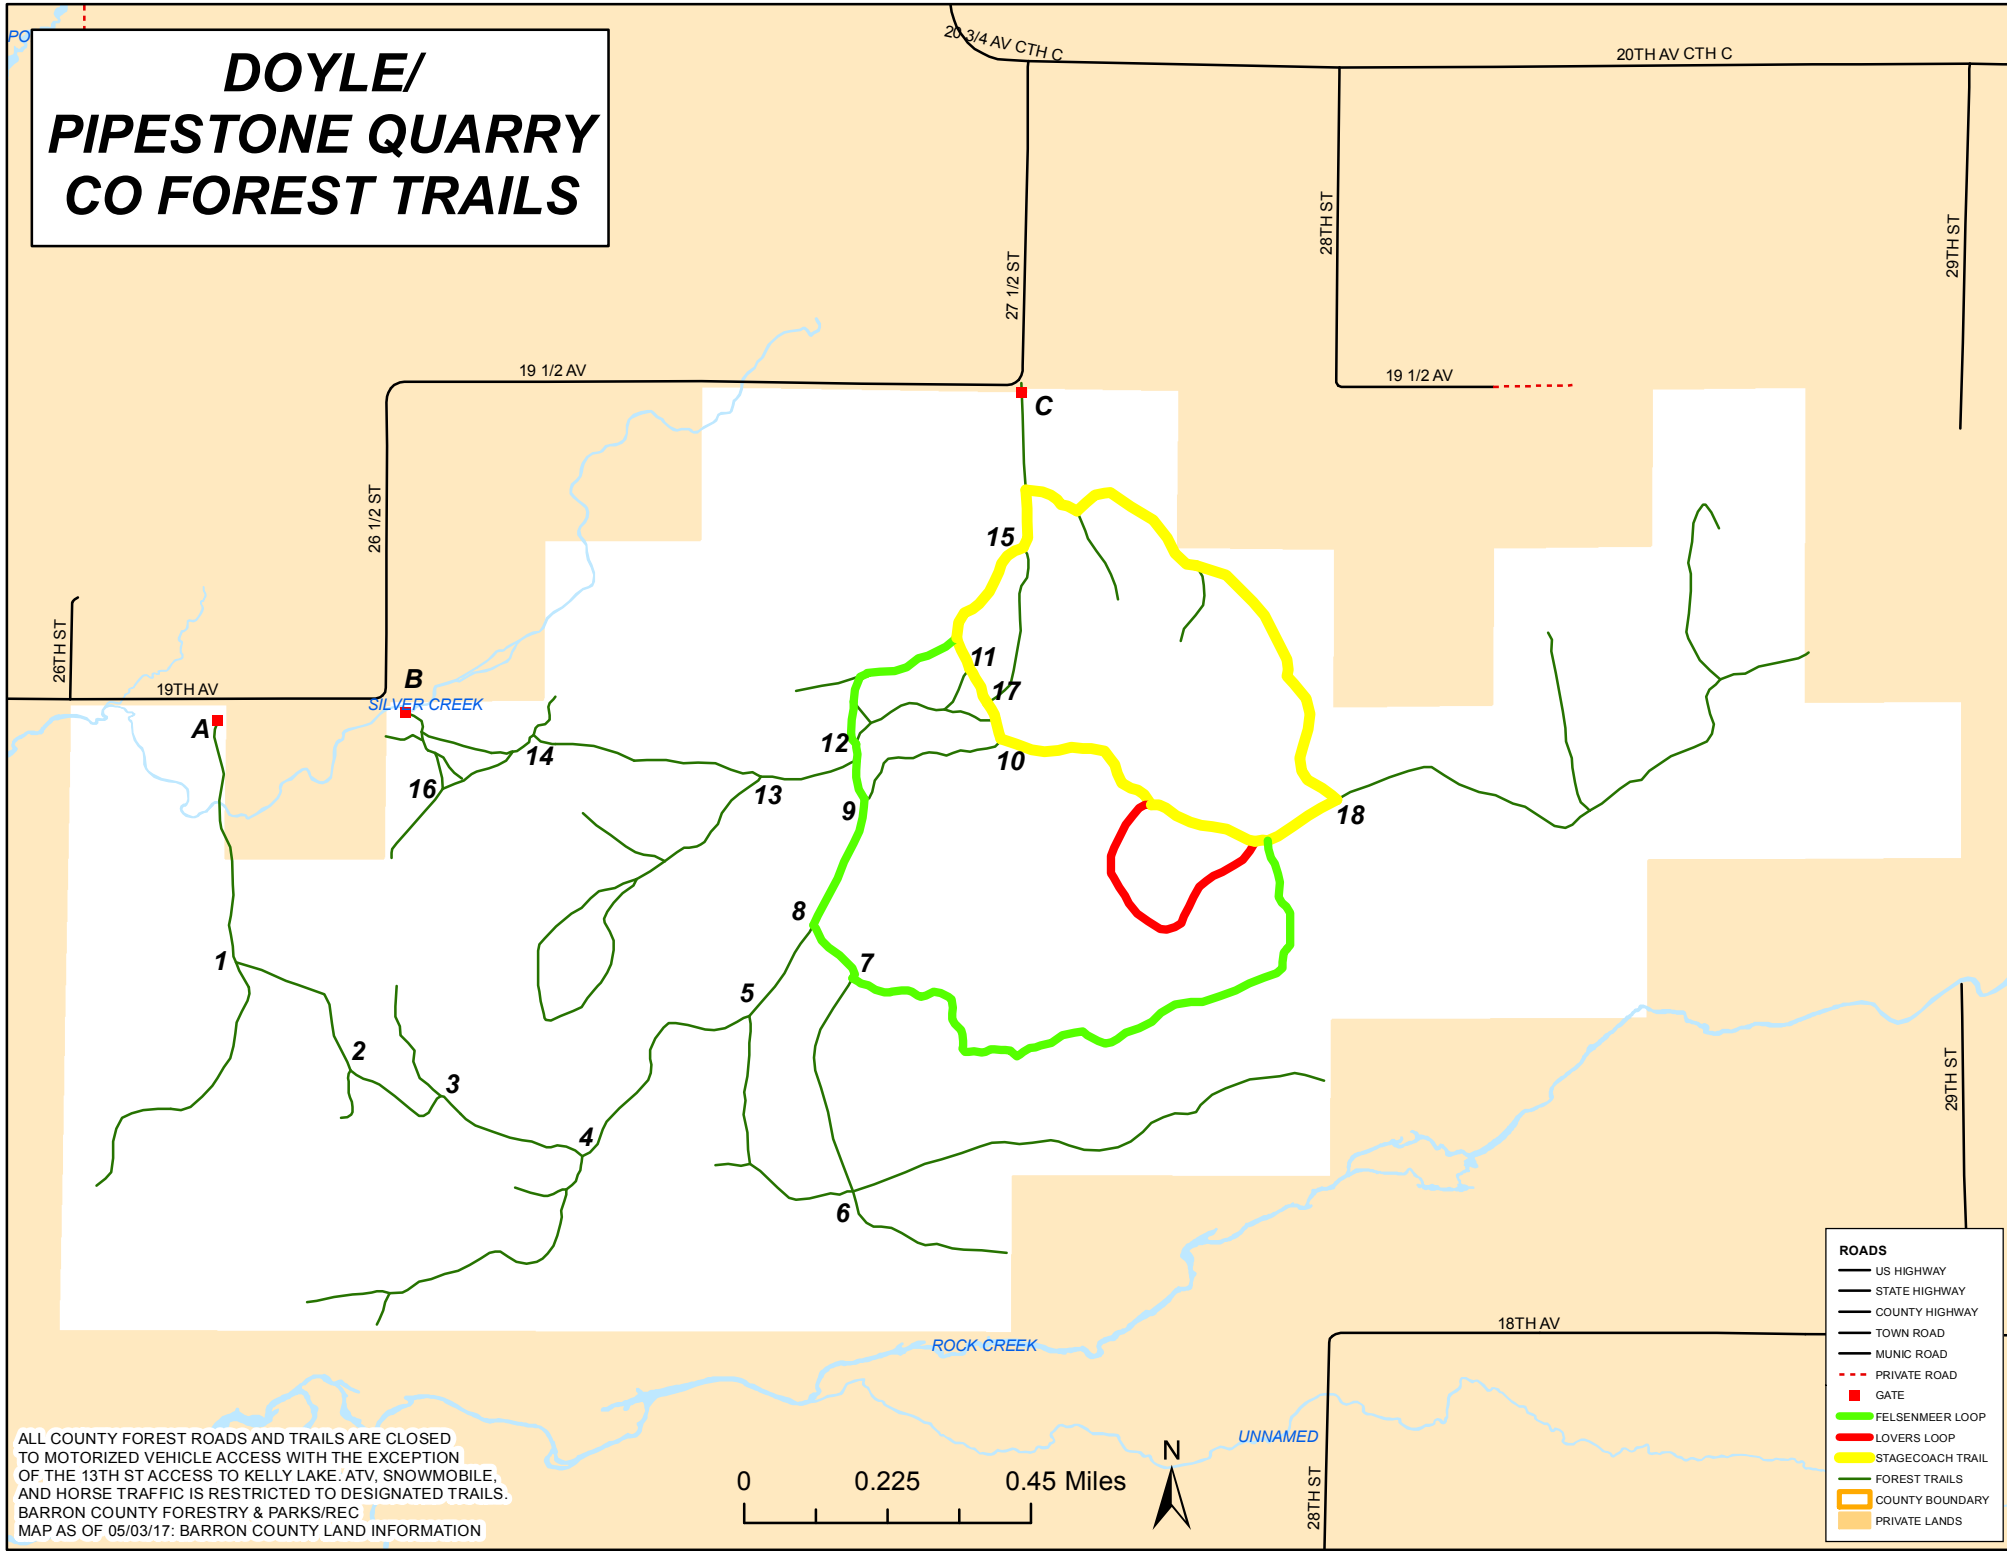 DOYLE/
PIPESTONE QUARRY
CO FOREST TRAILS
PO
20 3/4 AV CTH C
20TH AV CTH C
27 1/2 ST
28TH ST
29TH ST
19 1/2 AV
19 1/2 AV
C
26 1/2 ST
15
26TH ST
19TH AV
B
SILVER CREEK
A
11
17
12
14
10
16
13
9
18
8
1
7
5
2
3
4
6
29TH ST
ROCK CREEK
18TH AV
UNNAMED
28TH ST
ROADS
US HIGHWAY
STATE HIGHWAY
COUNTY HIGHWAY
TOWN ROAD
MUNIC ROAD
PRIVATE ROAD
GATE
FELSENMEER LOOP
LOVERS LOOP
STAGECOACH TRAIL
FOREST TRAILS
COUNTY BOUNDARY
PRIVATE LANDS
ALL COUNTY FOREST ROADS AND TRAILS ARE CLOSED
TO MOTORIZED VEHICLE ACCESS WITH THE EXCEPTION
OF THE 13TH ST ACCESS TO KELLY LAKE. ATV, SNOWMOBILE,
AND HORSE TRAFFIC IS RESTRICTED TO DESIGNATED TRAILS.
BARRON COUNTY FORESTRY & PARKS/REC
MAP AS OF 05/03/17: BARRON COUNTY LAND INFORMATION
0 0.225 0.45 Miles
N